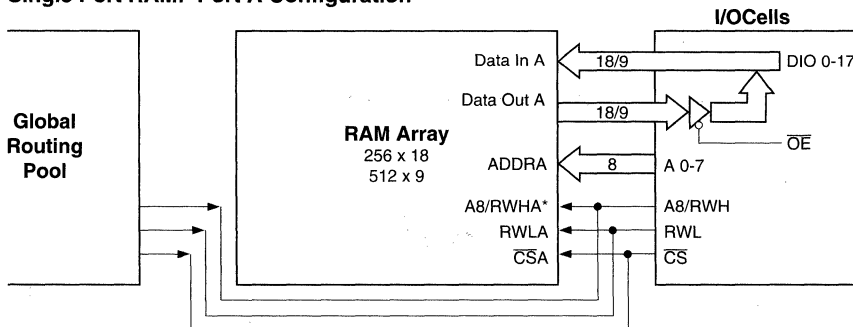 Single Port RAM: Port A Configuration
I/OCells
Data In A
18/9
DIO 0-17
Data Out A
18/9
Global
Routing
Pool
RAM Array
256 x 18
512 x 9
OE
ADDRA
8
A 0-7
A8/RWHA*
A8/RWH
RWLA
RWL
CSA
CS